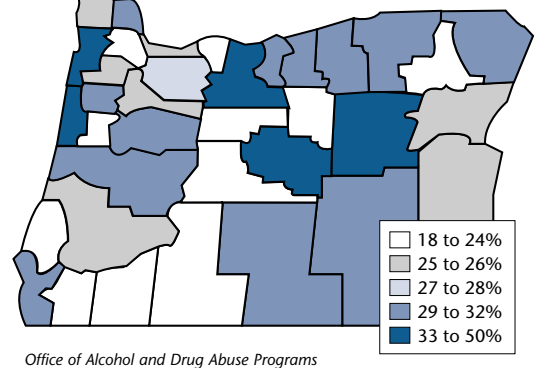 18 to 24%
25 to 26%
27 to 28%
29 to 32%
33 to 50%
Office of Alcohol and Drug Abuse Programs